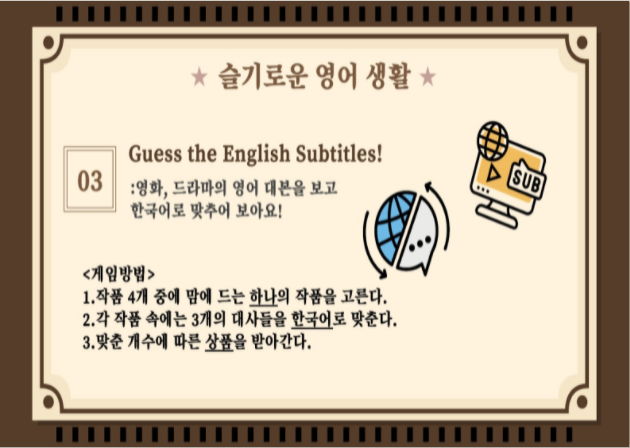 ★ 슬기로운 영어 생활 ★
03
Guess the English Subtitles!
:영화, 드라마의 영어 대본을 보고
한국어로 맞추어 보아요!
SUB
<게임방법>
1.작품 4개 중에 맘에 드는 하나의 작품을 고른다.
2.각 작품 속에는 3개의 대사들을 한국어로 맞춘다.
3.맞춘 개수에 따른 상품을 받아간다.